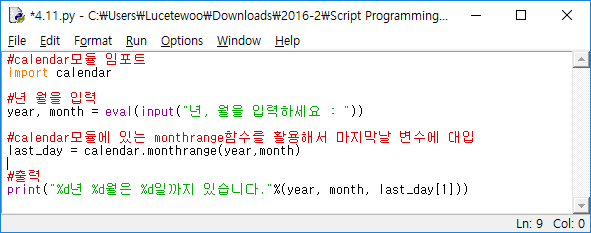 *4.11.py - C:₩Users₩Lucetewoo₩Downloads₩2016-2₩Script Programming...
File Edit Format Run Options Window Help
#calendar모듈 임포트
import calendar
#년 월을 입력
year, month = eval(input("년, 월을 입력하세요 : "))
#calendar모듈에 있는 monthrange함수를 활용해서 마지막날 변수에 대입
last_day = calendar.monthrange(year,month)
#출력
print("%d년 %d월은 %d일까지 있습니다."%(year, month, last_day[1]))
Ln: 9 Col: 0